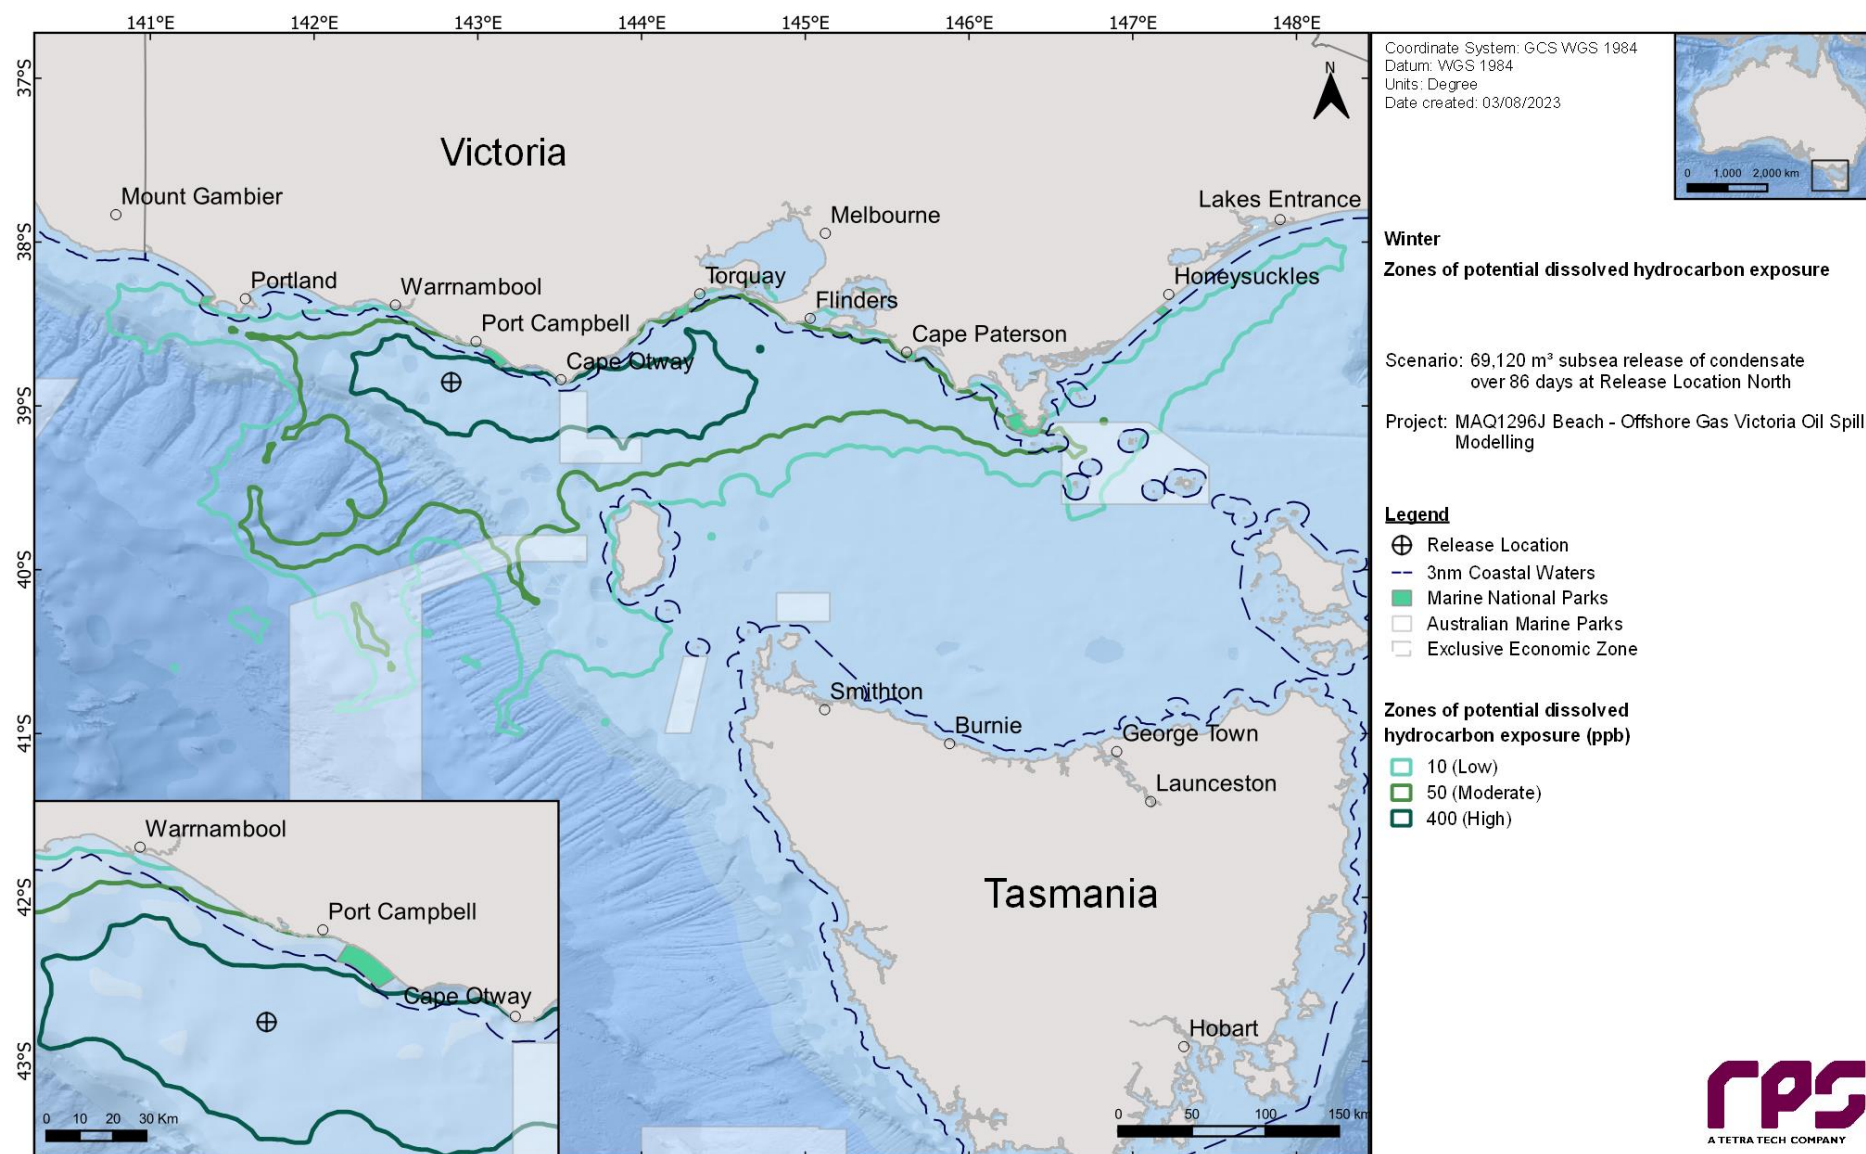 141°E 142°E 143°E 144°E 145°E 146°E 147°E 148°E
37°S
38°S
39°S
40°S
41°S
42°S
43°S
N
Victoria
Mount Gambier
Portland
Warrnambool
Port Campbell
Cape Otway
Torquay
Melbourne
Flinders
Cape Paterson
Lakes Entrance
Honeysuckles
Smithton
Burnie
George Town
Launceston
Tasmania
Hobart
0 50 100 150 km
Warrnambool
Port Campbell
Cape Otway
0 10 20 30 Km
Coordinate System: GCS WGS 1984
Datum: WGS 1984
Units: Degree
Date created: 03/08/2023
0 1,000 2,000 km
Winter
Zones of potential dissolved hydrocarbon exposure
Scenario: 69,120 m³ subsea release of condensate
over 86 days at Release Location North
Project: MAQ1296J Beach - Offshore Gas Victoria Oil Spill
Modelling
Legend
Release Location
3nm Coastal Waters
Marine National Parks
Australian Marine Parks
Exclusive Economic Zone
Zones of potential dissolved
hydrocarbon exposure (ppb)
10 (Low)
50 (Moderate)
400 (High)
rps
A TETRA TECH COMPANY